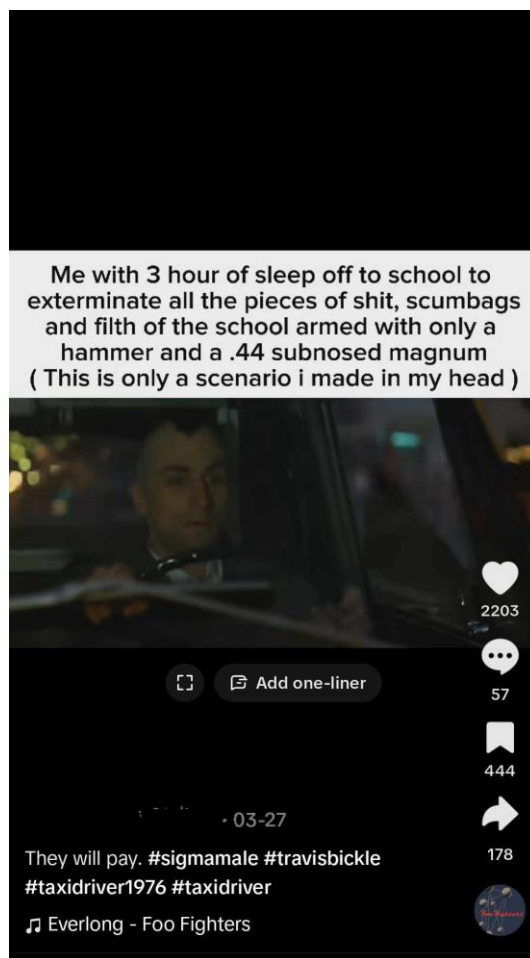 Me with 3 hour of sleep off to school to
exterminate all the pieces of shit, scumbags
and filth of the school armed with only a
hammer and a .44 subnosed magnum
( This is only a scenario i made in my head )
2203
Add one-liner
57
444
· 03-27
178
They will pay. #sigmamale #travisbickle
#taxidriver1976 #taxidriver
Everlong - Foo Fighters
Foo Fighters